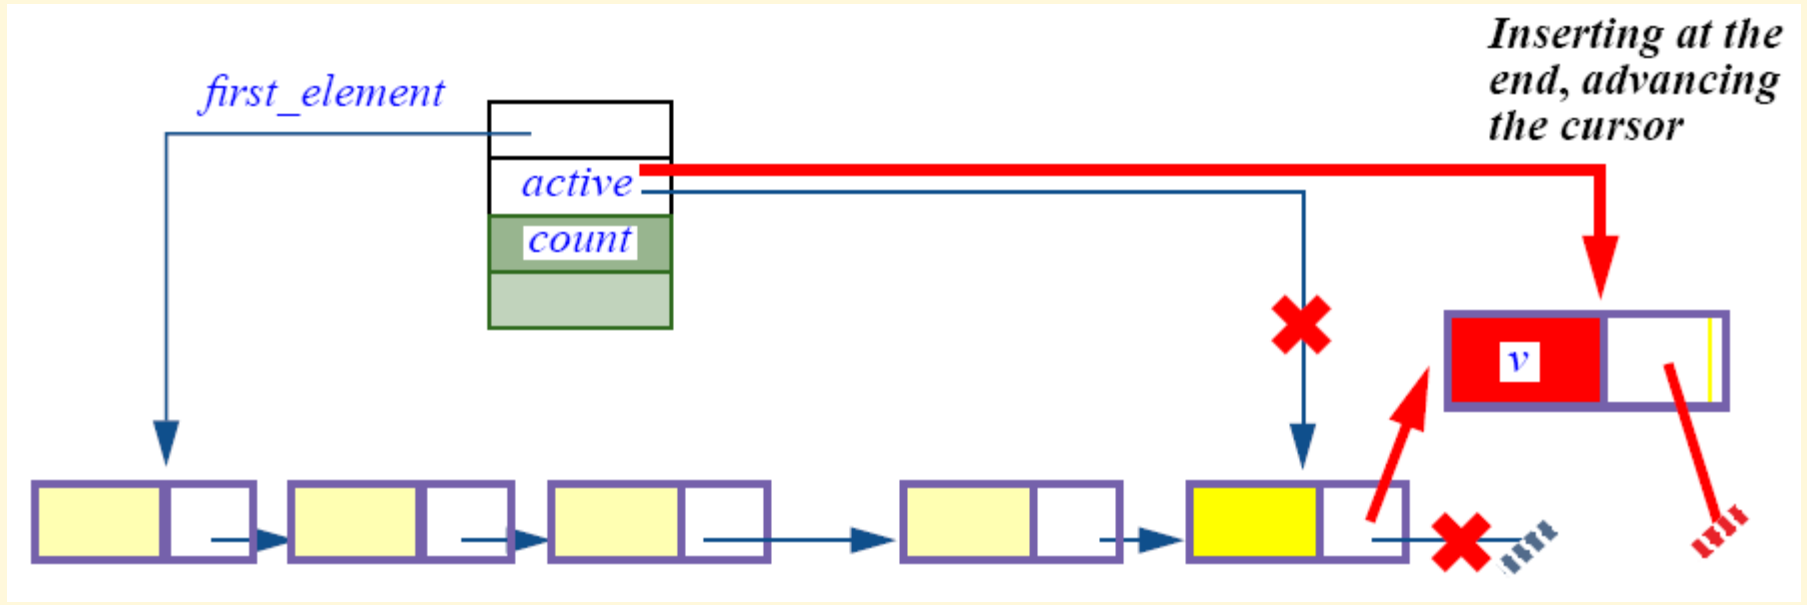 Inserting at the
end, advancing
the cursor
first_element
active
count
v